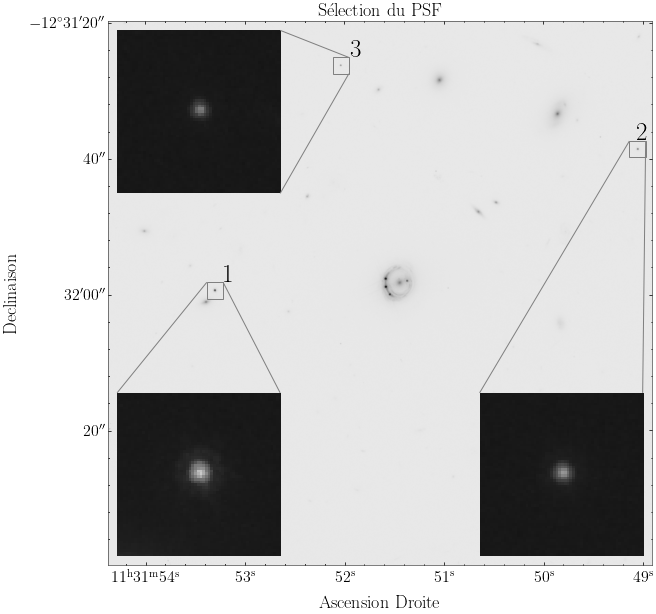 Sélection du PSF
−12°31′20″
3
2
40″
1
32′00″
20″
Declinaison
11ʰ31ᵐ54ˢ 53ˢ 52ˢ 51ˢ 50ˢ 49ˢ
Ascension Droite